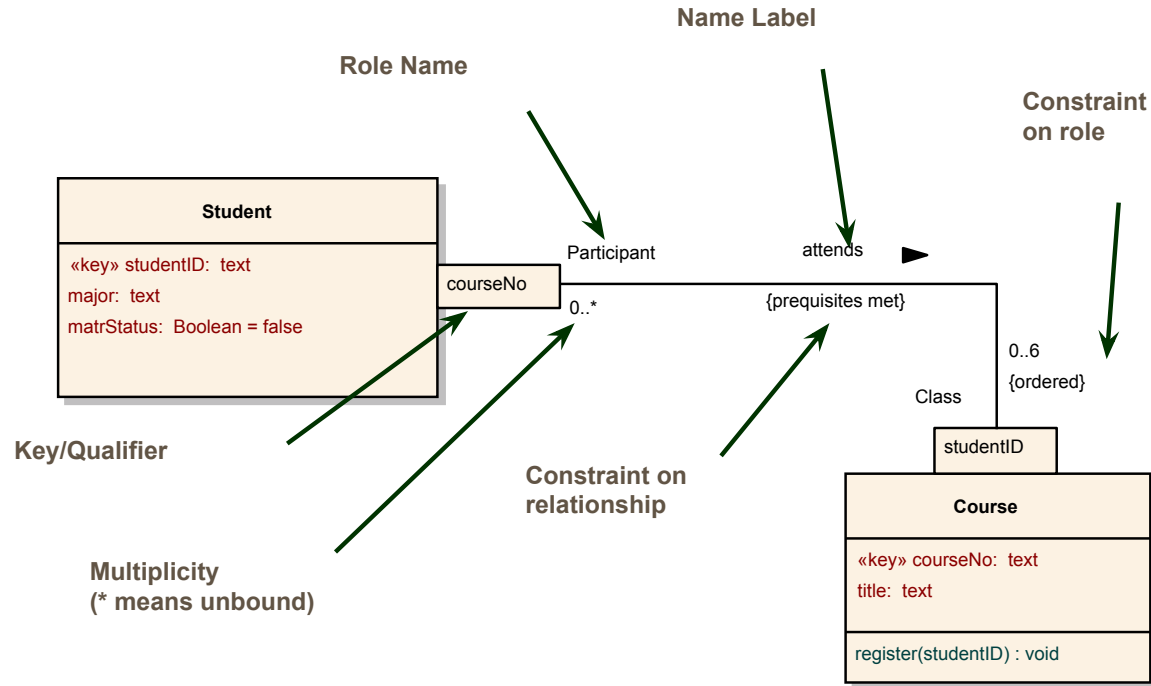 Name Label
Role Name
Constraint
on role
Student
«key» studentID:  text
major:  text
matrStatus:  Boolean = false
courseNo
Participant
attends
0..*
{prequisites met}
0..6
{ordered}
Class
studentID
Key/Qualifier
Constraint on
relationship
Course
«key» courseNo:  text
title:  text
register(studentID) : void
Multiplicity
(* means unbound)